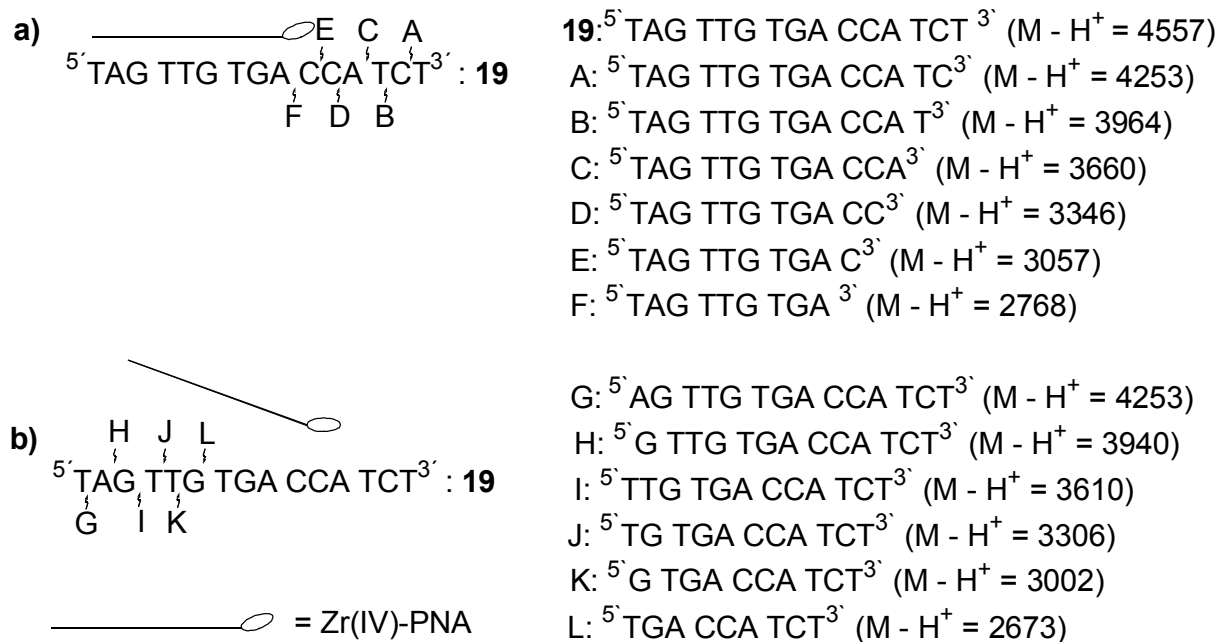 a)
E C A
5´TAG TTG TGA CCA TCT3´ : 19
F D B
19:5`TAG TTG TGA CCA TCT 3` (M - H+ = 4557)
A: 5`TAG TTG TGA CCA TC3` (M - H+ = 4253)
B: 5`TAG TTG TGA CCA T3` (M - H+ = 3964)
C: 5`TAG TTG TGA CCA3` (M - H+ = 3660)
D: 5`TAG TTG TGA CC3` (M - H+ = 3346)
E: 5`TAG TTG TGA C3` (M - H+ = 3057)
F: 5`TAG TTG TGA 3` (M - H+ = 2768)
b)
H J L
5´TAG TTG TGA CCA TCT3´ : 19
G I K
= Zr(IV)-PNA
G: 5`AG TTG TGA CCA TCT3` (M - H+ = 4253)
H: 5`G TTG TGA CCA TCT3` (M - H+ = 3940)
I: 5`TTG TGA CCA TCT3` (M - H+ = 3610)
J: 5`TG TGA CCA TCT3` (M - H+ = 3306)
K: 5`G TGA CCA TCT3` (M - H+ = 3002)
L: 5`TGA CCA TCT3` (M - H+ = 2673)